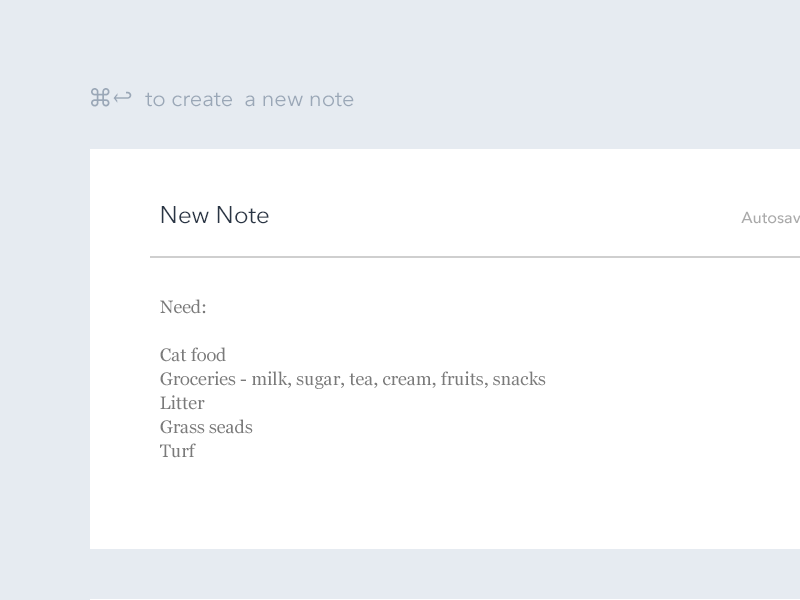 ⌘↩ to create a new note
New Note
Autosav
Need:
Cat food
Groceries - milk, sugar, tea, cream, fruits, snacks
Litter
Grass seads
Turf